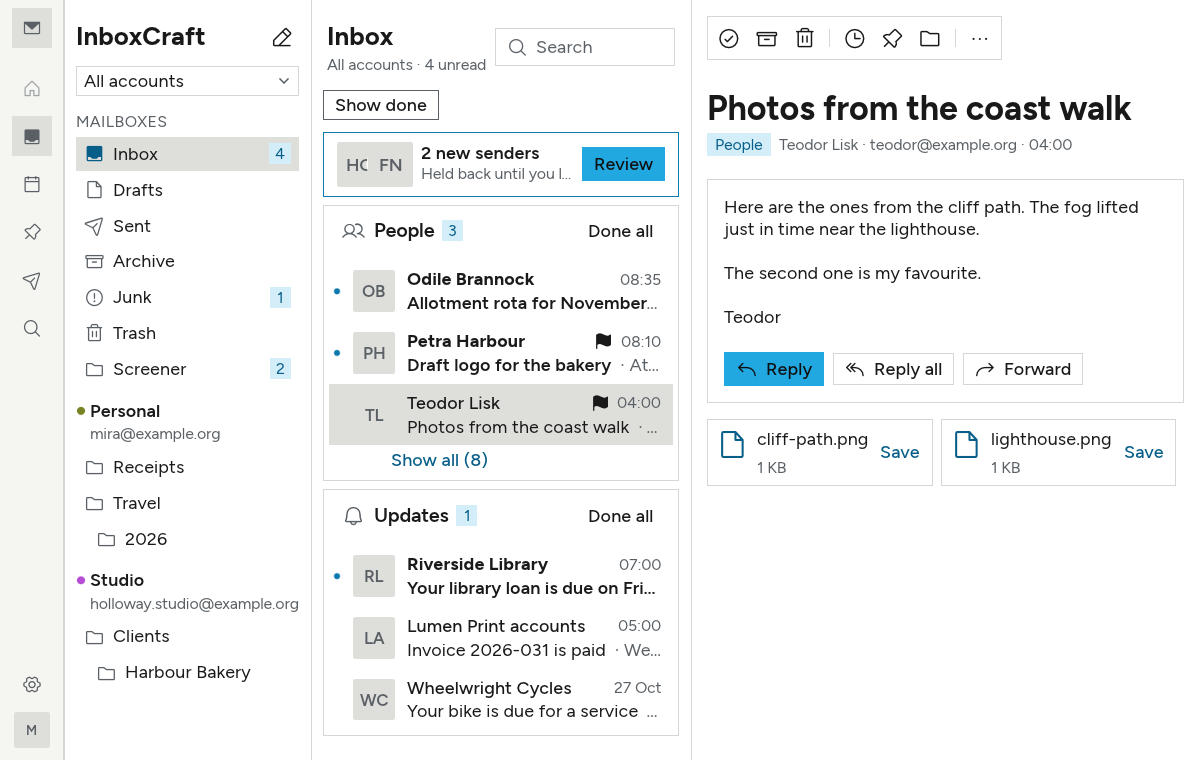 InboxCraft
All accounts
MAILBOXES
Inbox 4
Drafts
Sent
Archive
Junk 1
Trash
Screener 2
Personal
mira@example.org
Receipts
Travel
2026
Studio
holloway.studio@example.org
Clients
Harbour Bakery
M
Inbox
All accounts · 4 unread
Search
Show done
FN
2 new senders
Held back until you l...
Review
People 3
Done all
OB
Odile Brannock 08:35
Allotment rota for November...
PH
Petra Harbour 08:10
Draft logo for the bakery · At...
TL
Teodor Lisk 04:00
Photos from the coast walk · ...
Show all (8)
Updates 1
Done all
RL
Riverside Library 07:00
Your library loan is due on Fri...
LA
Lumen Print accounts 05:00
Invoice 2026-031 is paid · We...
WC
Wheelwright Cycles 27 Oct
Your bike is due for a service ...
Photos from the coast walk
People Teodor Lisk · teodor@example.org · 04:00
Here are the ones from the cliff path. The fog lifted
just in time near the lighthouse.
The second one is my favourite.
Teodor
Reply
Reply all
Forward
cliff-path.png
1 KB
Save
lighthouse.png
1 KB
Save